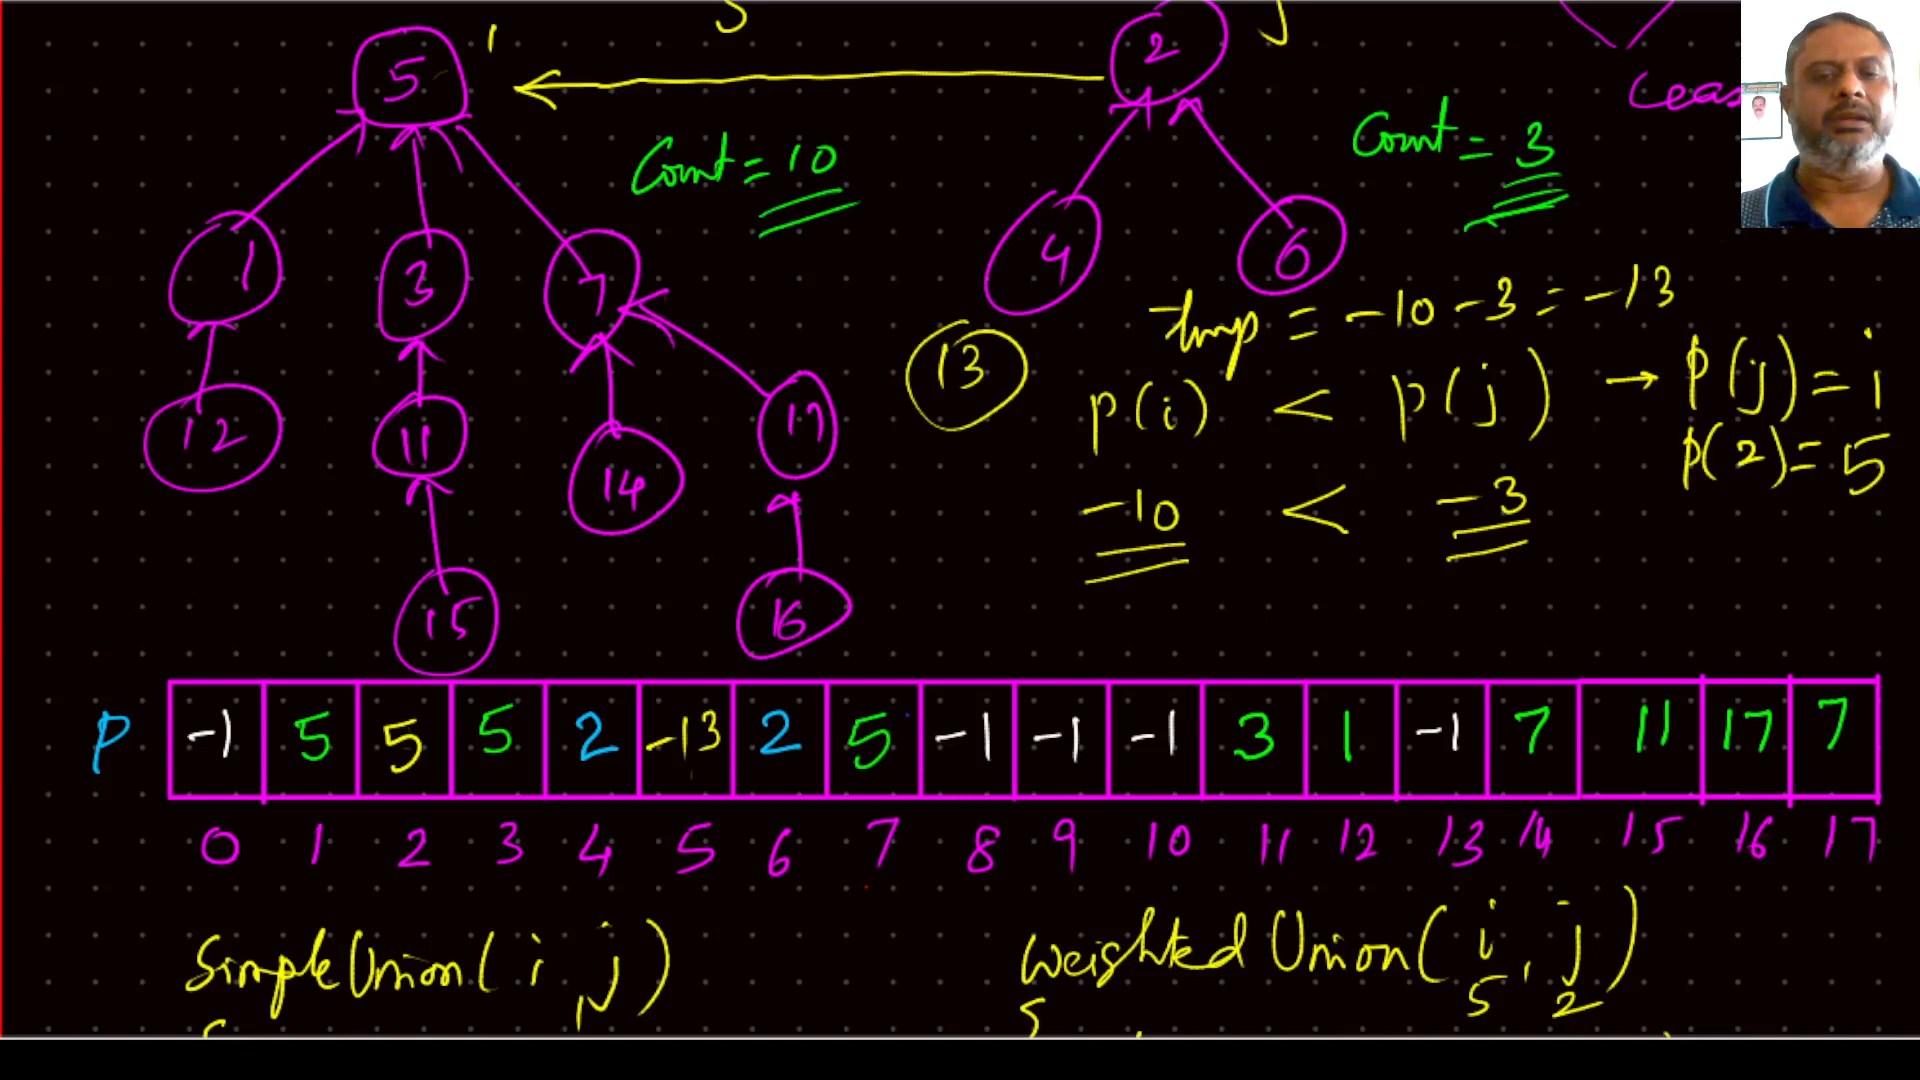 5 i 2 j
Count = 10 Count = 3
1 3 7 4 6
tmp = -10 -3 = -13
13
p(i) < p(j) → p(j) = i
12 11 14 17 p(2) = 5
-10 < -3
15 16
p -1 5 5 5 2 -13 2 5 -1 -1 -1 3 1 -1 7 11 17 7
0 1 2 3 4 5 6 7 8 9 10 11 12 13 14 15 16 17
SimpleUnion(i, j) WeightedUnion(i, j)
5 2